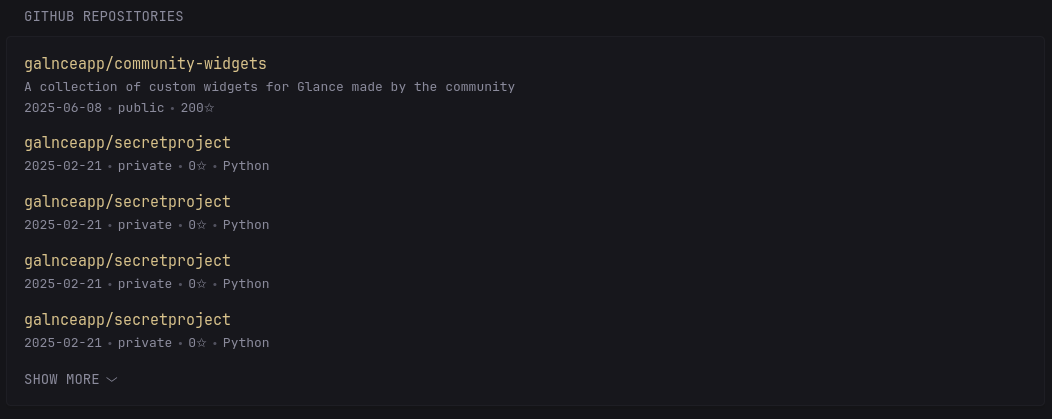 GITHUB REPOSITORIES
galnceapp/community-widgets
A collection of custom widgets for Glance made by the community
2025-06-08 • public • 200☆
galnceapp/secretproject
2025-02-21 • private • 0☆ • Python
galnceapp/secretproject
2025-02-21 • private • 0☆ • Python
galnceapp/secretproject
2025-02-21 • private • 0☆ • Python
galnceapp/secretproject
2025-02-21 • private • 0☆ • Python
SHOW MORE